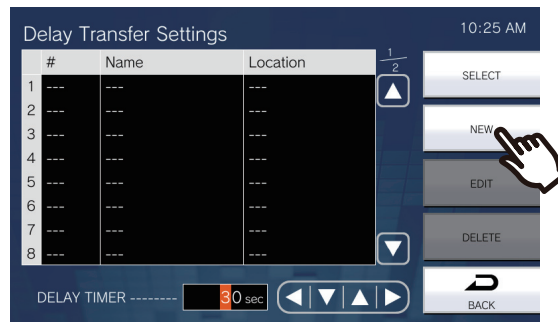 Delay Transfer Settings
10:25 AM
# Name Location
1/2
1 --- --- ---
2 --- --- ---
3 --- --- ---
4 --- --- ---
5 --- --- ---
6 --- --- ---
7 --- --- ---
8 --- --- ---
SELECT
NEW
EDIT
DELETE
BACK
DELAY TIMER -------- 30 sec